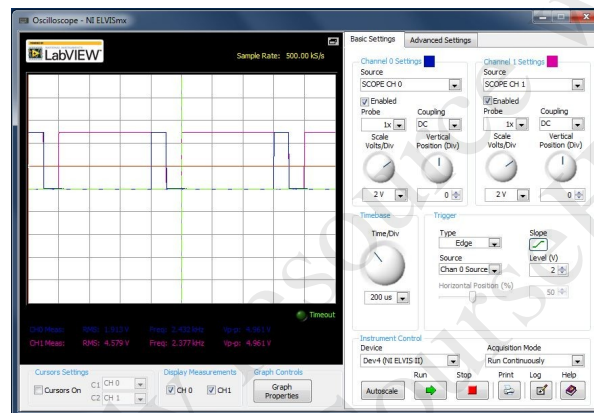 Oscilloscope - NI ELVISmx
LabVIEW
Sample Rate: 500.00 kS/s
Timeout
CH0 Meas: RMS: 1.913 V Freq: 2.402 kHz Vp-p: 4.961 V
CH1 Meas: RMS: 4.579 V Freq: 2.377 kHz Vp-p: 4.961 V
Cursors Settings
Cursors On
C1 CH 0
C2 CH 1
Display Measurements
CH 0 CH1
Graph Controls
Graph Properties
Basic Settings Advanced Settings
Channel 0 Settings Channel 1 Settings
Source Source
SCOPE CH 0 SCOPE CH 1
Enabled Enabled
Probe Coupling Probe Coupling
1x DC 1x DC
Scale Volts/Div Vertical Position (Div) Scale Volts/Div Vertical Position (Div)
2 V 0 2 V 0
Timebase Trigger
Time/Div Type Slope
Edge
Source Level (V)
Chan 0 Source 2
Horizontal Position (%)
200 us 50
Instrument Control
Device Acquisition Mode
Dev4 (NI ELVIS II) Run Continuously
Run Stop Print Log Help
Autoscale